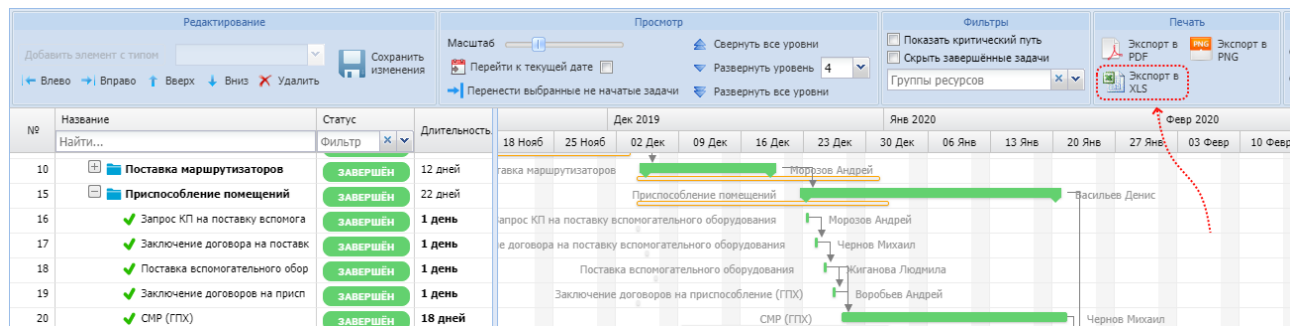 Редактирование
Добавить элемент с типом
Сохранить
изменения
Влево Вправо Вверх Вниз Удалить
Просмотр
Масштаб
Перейти к текущей дате
Перенести выбранные не начатые задачи
Свернуть все уровни
Развернуть уровень 4
Развернуть все уровни
Фильтры
Показать критический путь
Скрыть завершённые задачи
Группы ресурсов
Печать
Экспорт в
PDF
PNG Экспорт в
PNG
Экспорт в
XLS
№ Название Статус Длительность
Найти... Фильтр
Дек 2019 Янв 2020 Февр 2020
18 Нояб 25 Нояб 02 Дек 09 Дек 16 Дек 23 Дек 30 Дек 06 Янв 13 Янв 20 Янв 27 Янв 03 Февр 10 Февр
10 Поставка маршрутизаторов ЗАВЕРШЁН 12 дней тавка маршрутизаторов Морозов Андрей
15 Приспособление помещений ЗАВЕРШЁН 22 дней Приспособление помещений Васильев Денис
16 Запрос КП на поставку вспомога ЗАВЕРШЁН 1 день Запрос КП на поставку вспомогательного оборудования Морозов Андрей
17 Заключение договора на поставк ЗАВЕРШЁН 1 день е договора на поставку вспомогательного оборудования Чернов Михаил
18 Поставка вспомогательного обор ЗАВЕРШЁН 1 день Поставка вспомогательного оборудования Жиганова Людмила
19 Заключение договоров на присп ЗАВЕРШЁН 1 день Заключение договоров на приспособление (ГПХ) Воробьев Андрей
20 СМР (ГПХ) ЗАВЕРШЁН 18 дней СМР (ГПХ) Чернов Михаил